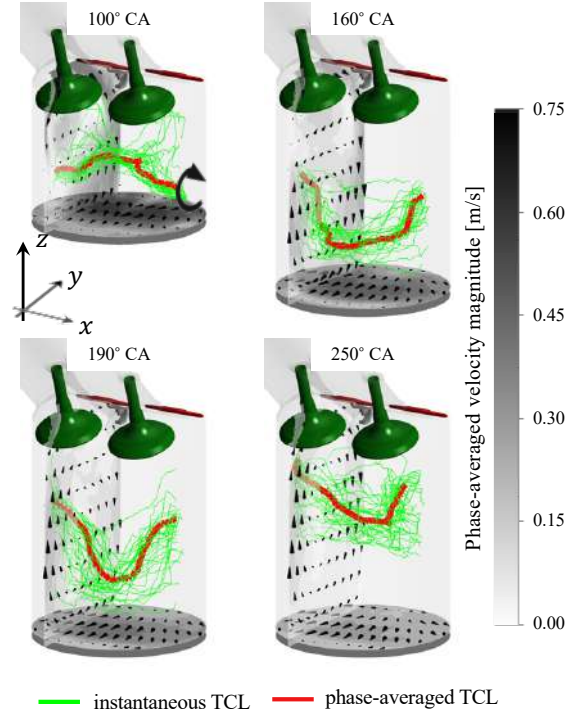 100° CA
160° CA
z
y
x
190° CA
250° CA
0.75
0.60
0.45
0.30
0.15
0.00
Phase-averaged velocity magnitude [m/s]
instantaneous TCL
phase-averaged TCL